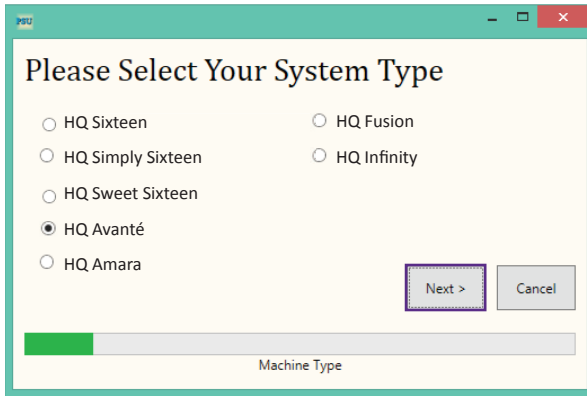 PSU
Please Select Your System Type
HQ Sixteen
HQ Simply Sixteen
HQ Sweet Sixteen
HQ Avanté
HQ Amara
HQ Fusion
HQ Infinity
Next >
Cancel
Machine Type